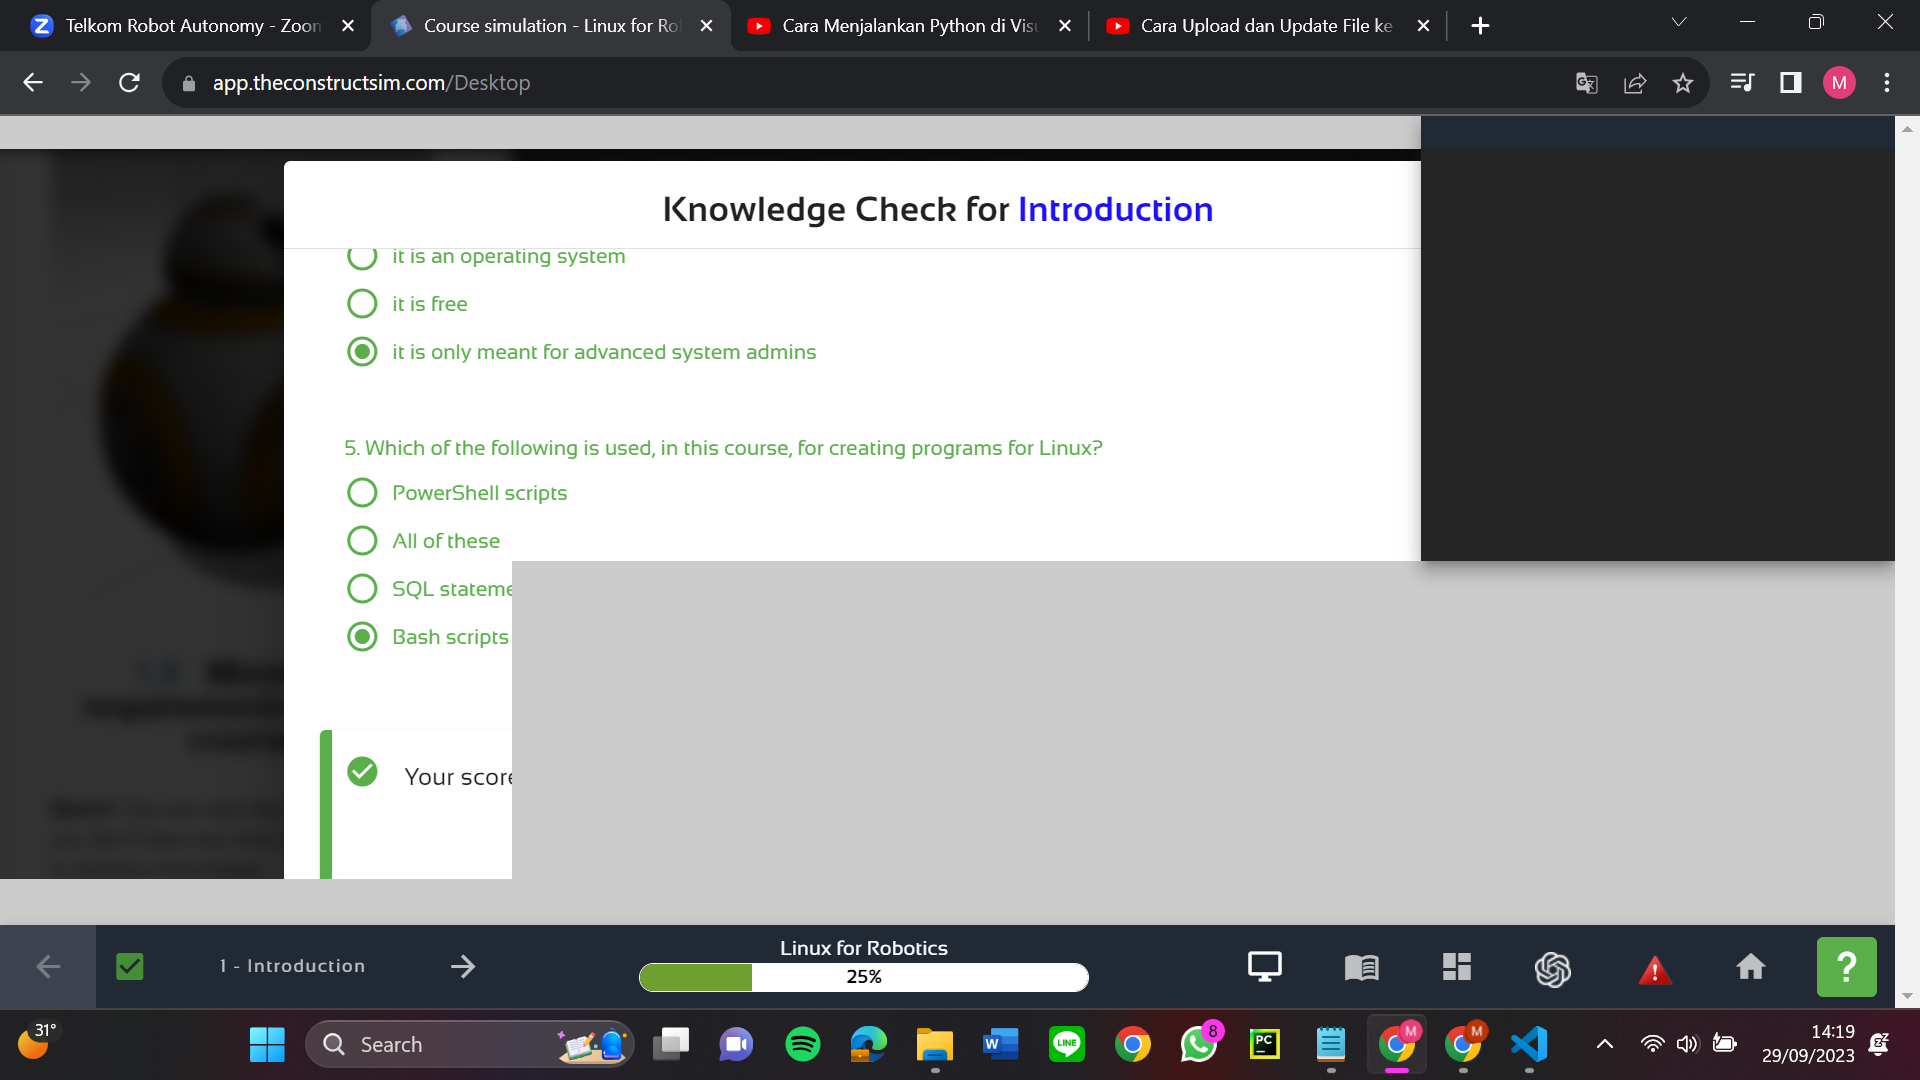 Telkom Robot Autonomy - Zoom
Course simulation - Linux for Ro
Cara Menjalankan Python di Vis
Cara Upload dan Update File ke
app.theconstructsim.com/Desktop
M
Knowledge Check for Introduction
it is an operating system
it is free
it is only meant for advanced system admins
5. Which of the following is used, in this course, for creating programs for Linux?
PowerShell scripts
All of these
SQL stateme
Bash scripts
Your score
1 - Introduction
Linux for Robotics
25%
?
31°
Search
W
LINE
8
PC
M
M
14:19
29/09/2023